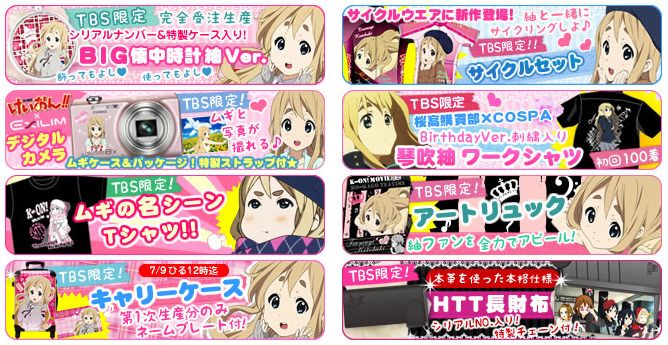 TBS限定 完全受注生産
シリアルナンバー&特製ケース入り!
BIG懐中時計 紬Ver.
飾ってもよし♥ 使ってもよし♥
サイクルウエアに新作登場!
紬と一緒に
サイクリングしよ♪
TBS限定!!
サイクルセット
けいおん!!
×
EXILIM
デジタル
カメラ
TBS限定!
ムギと
写真が
撮れる♪
ムギケース&パッケージ!特製ストラップ付★
TBS限定
桜高購買部×COSPA
BirthdayVer.刺繍入り
琴吹紬 ワークシャツ
初回100着
K-ON!
TBS限定!
ムギの名シーン
Tシャツ!!
K-ON! MOVIE
HO-KAGO TEATIME
TBS限定!
アートリュック
紬ファンを全力でアピール!
TBS限定!
7/9ひる12時迄
キャリーケース
第1次生産分のみ
ネームプレート付!
TBS限定!
本革を使った本格仕様
HTT長財布
シリアルNO.入り!
特製チェーン付!